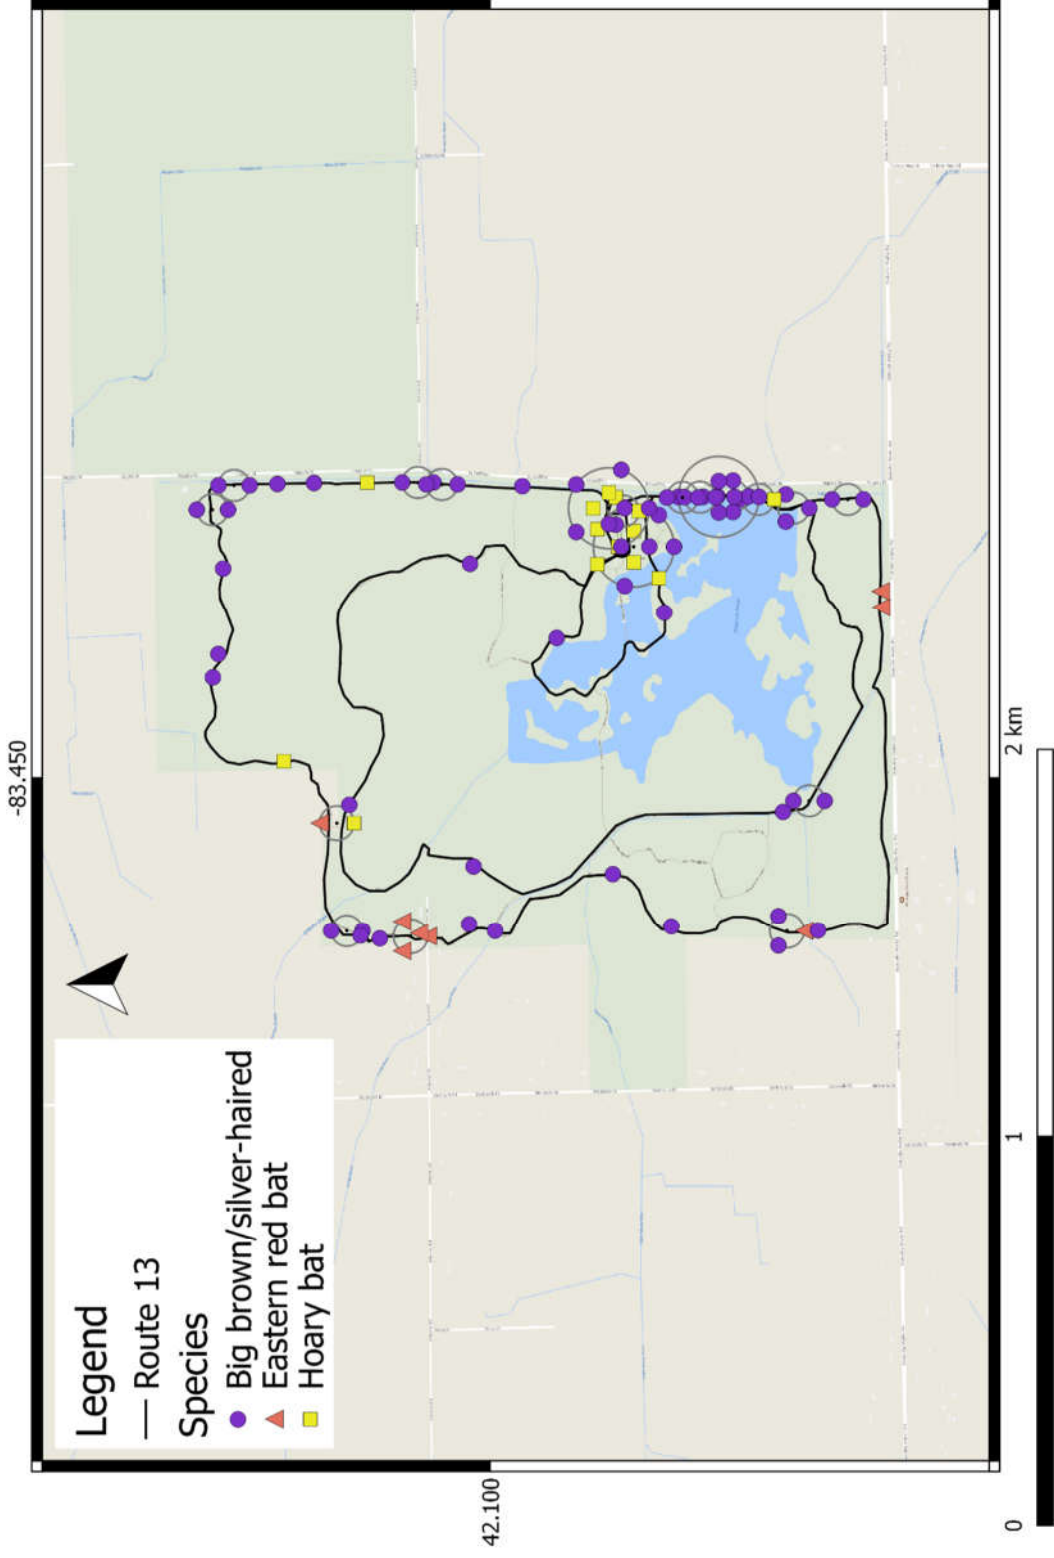 -83.450
42.100
Legend
Route 13
Species
Big brown/silver-haired
Eastern red bat
Hoary bat
0
1
2 km